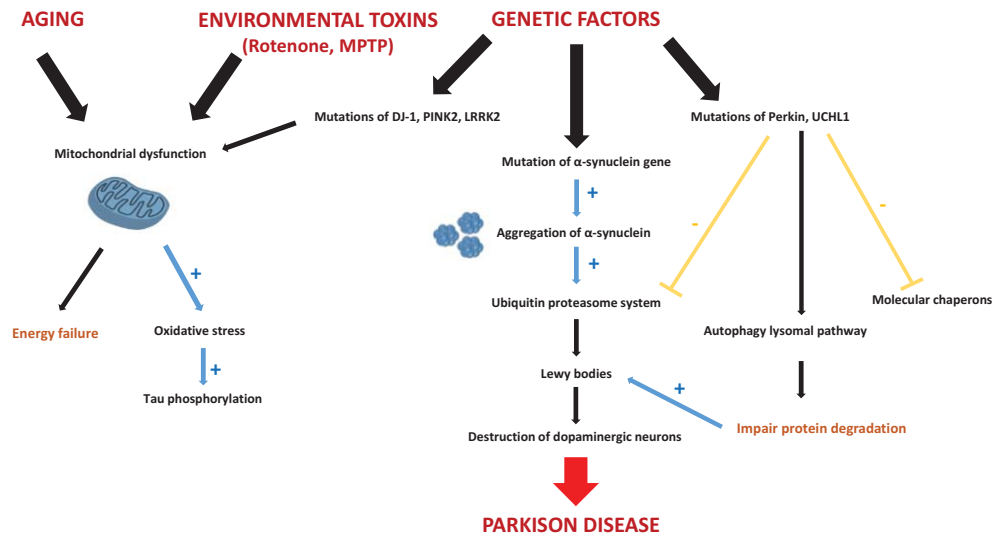 AGING
ENVIRONMENTAL TOXINS
(Rotenone, MPTP)
GENETIC FACTORS
Mutations of DJ-1, PINK2, LRRK2
Mutations of Perkin, UCHL1
Mitochondrial dysfunction
Mutation of α-synuclein gene
+
-
-
Aggregation of α-synuclein
+
+
Ubiquitin proteasome system
Molecular chaperons
Energy failure
Oxidative stress
Autophagy lysomal pathway
+
Lewy bodies
+
Tau phosphorylation
Impair protein degradation
Destruction of dopaminergic neurons
PARKISON DISEASE